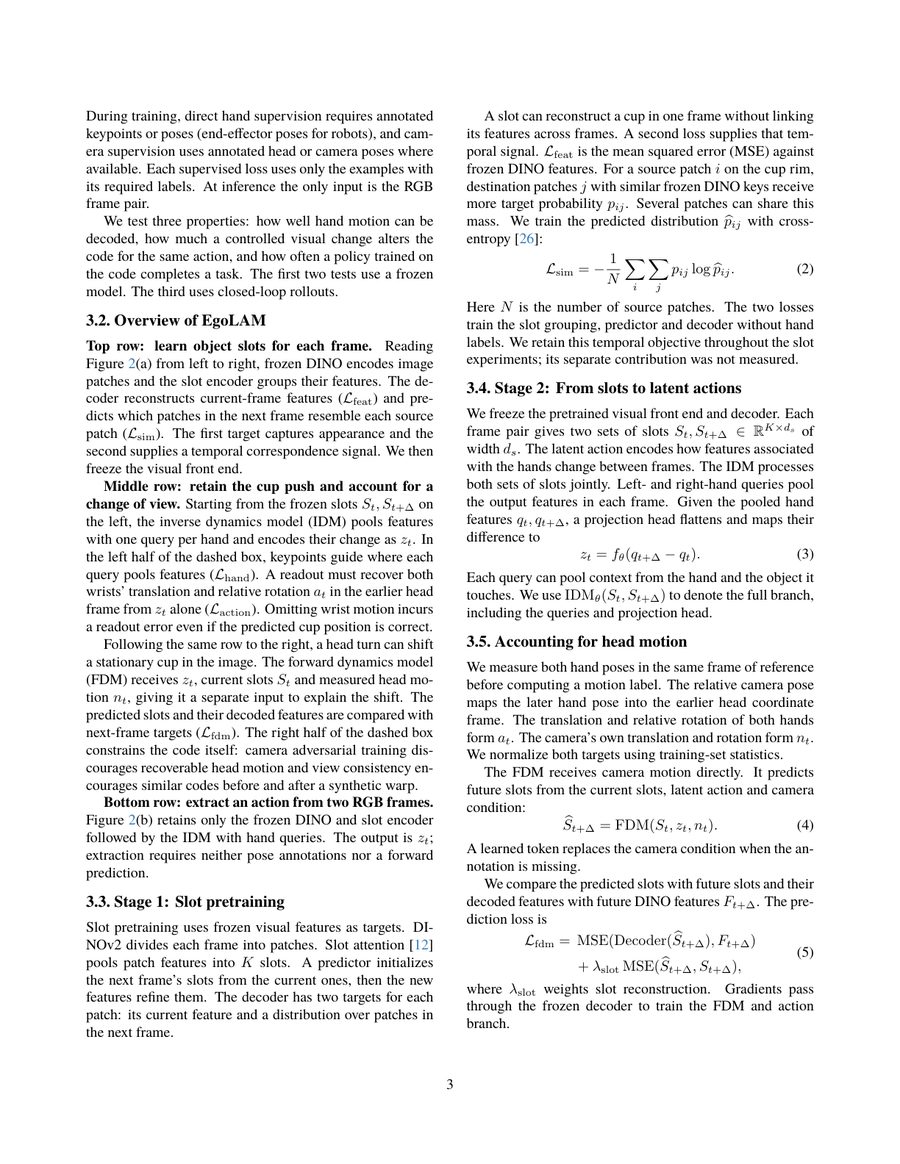 During training, direct hand supervision requires annotated
keypoints or poses (end-effector poses for robots), and cam-
era supervision uses annotated head or camera poses where
available. Each supervised loss uses only the examples with
its required labels. At inference the only input is the RGB
frame pair.
We test three properties: how well hand motion can be
decoded, how much a controlled visual change alters the
code for the same action, and how often a policy trained on
the code completes a task. The first two tests use a frozen
model. The third uses closed-loop rollouts.
3.2. Overview of EgoLAM
Top row: learn object slots for each frame. Reading
Figure 2(a) from left to right, frozen DINO encodes image
patches and the slot encoder groups their features. The de-
coder reconstructs current-frame features (L_feat) and pre-
dicts which patches in the next frame resemble each source
patch (L_sim). The first target captures appearance and the
second supplies a temporal correspondence signal. We then
freeze the visual front end.
Middle row: retain the cup push and account for a
change of view. Starting from the frozen slots S_t, S_{t+Δ} on
the left, the inverse dynamics model (IDM) pools features
with one query per hand and encodes their change as z_t. In
the left half of the dashed box, keypoints guide where each
query pools features (L_hand). A readout must recover both
wrists' translation and relative rotation a_t in the earlier head
frame from z_t alone (L_action). Omitting wrist motion incurs
a readout error even if the predicted cup position is correct.
Following the same row to the right, a head turn can shift
a stationary cup in the image. The forward dynamics model
(FDM) receives z_t, current slots S_t and measured head mo-
tion n_t, giving it a separate input to explain the shift. The
predicted slots and their decoded features are compared with
next-frame targets (L_fdm). The right half of the dashed box
constrains the code itself: camera adversarial training dis-
courages recoverable head motion and view consistency en-
courages similar codes before and after a synthetic warp.
Bottom row: extract an action from two RGB frames.
Figure 2(b) retains only the frozen DINO and slot encoder
followed by the IDM with hand queries. The output is z_t;
extraction requires neither pose annotations nor a forward
prediction.
3.3. Stage 1: Slot pretraining
Slot pretraining uses frozen visual features as targets. DI-
NOv2 divides each frame into patches. Slot attention [12]
pools patch features into K slots. A predictor initializes
the next frame's slots from the current ones, then the new
features refine them. The decoder has two targets for each
patch: its current feature and a distribution over patches in
the next frame.
A slot can reconstruct a cup in one frame without linking
its features across frames. A second loss supplies that tem-
poral signal. L_feat is the mean squared error (MSE) against
frozen DINO features. For a source patch i on the cup rim,
destination patches j with similar frozen DINO keys receive
more target probability p_{ij}. Several patches can share this
mass. We train the predicted distribution p̂_{ij} with cross-
entropy [26]:
L_sim = − 1/N ∑_i ∑_j p_{ij} log p̂_{ij}. (2)
Here N is the number of source patches. The two losses
train the slot grouping, predictor and decoder without hand
labels. We retain this temporal objective throughout the slot
experiments; its separate contribution was not measured.
3.4. Stage 2: From slots to latent actions
We freeze the pretrained visual front end and decoder. Each
frame pair gives two sets of slots S_t, S_{t+Δ} ∈ ℝ^{K×d_s} of
width d_s. The latent action encodes how features associated
with the hands change between frames. The IDM processes
both sets of slots jointly. Left- and right-hand queries pool
the output features in each frame. Given the pooled hand
features q_t, q_{t+Δ}, a projection head flattens and maps their
difference to
z_t = f_θ(q_{t+Δ} − q_t). (3)
Each query can pool context from the hand and the object it
touches. We use IDM_θ(S_t, S_{t+Δ}) to denote the full branch,
including the queries and projection head.
3.5. Accounting for head motion
We measure both hand poses in the same frame of reference
before computing a motion label. The relative camera pose
maps the later hand pose into the earlier head coordinate
frame. The translation and relative rotation of both hands
form a_t. The camera's own translation and rotation form n_t.
We normalize both targets using training-set statistics.
The FDM receives camera motion directly. It predicts
future slots from the current slots, latent action and camera
condition:
Ŝ_{t+Δ} = FDM(S_t, z_t, n_t). (4)
A learned token replaces the camera condition when the an-
notation is missing.
We compare the predicted slots with future slots and their
decoded features with future DINO features F_{t+Δ}. The pre-
diction loss is
L_fdm = MSE(Decoder(Ŝ_{t+Δ}), F_{t+Δ})
+ λ_slot MSE(Ŝ_{t+Δ}, S_{t+Δ}), (5)
where λ_slot weights slot reconstruction. Gradients pass
through the frozen decoder to train the FDM and action
branch.
3